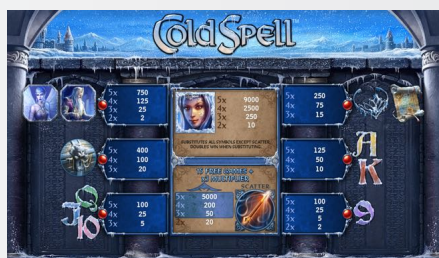 Cold Spell
5x 750
4x 125
3x 25
2x 2
5x 9000
4x 2500
3x 250
2x 10
SUBSTITUTES ALL SYMBOLS EXCEPT SCATTER,
DOUBLES WIN WHEN SUBSTITUTING.
5x 250
4x 75
3x 15
5x 400
4x 100
3x 20
5x 125
4x 50
3x 10
A
K
SCATTER
5x 5000
4x 200
3x 50
2x 20
Q
J
10
5x 100
4x 25
3x 5
5x 100
4x 25
3x 5
2x 2
9